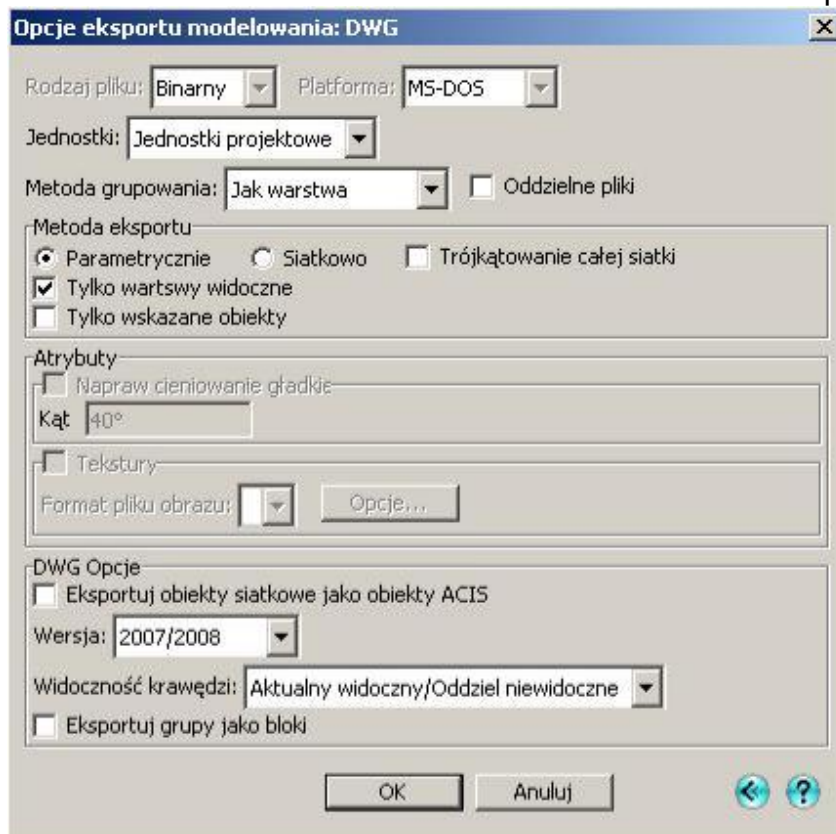 Opcje eksportu modelowania: DWG
Rodzaj pliku: Binarny Platforma: MS-DOS
Jednostki: Jednostki projektowe
Metoda grupowania: Jak warstwa Oddzielne pliki
Metoda eksportu
Parametrycznie Siatkowo Trójkątowanie całej siatki
Tylko wartswy widoczne
Tylko wskazane obiekty
Atrybuty
Napraw cieniowanie gładkie
Kąt 40°
Tekstury
Format pliku obrazu: Opcje...
DWG Opcje
Eksportuj obiekty siatkowe jako obiekty ACIS
Wersja: 2007/2008
Widoczność krawędzi: Aktualny widoczny/Oddziel niewidoczne
Eksportuj grupy jako bloki
OK Anuluj ?